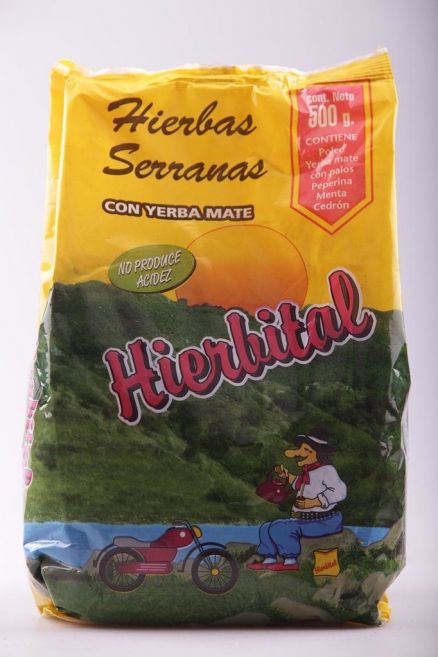 Hierbas
Serranas
CON YERBA MATE
cont. Neto
500 g.
CONTIENE
Poleo
Yerba mate
con palos
Peperina
Menta
Cedrón
NO PRODUCE
ACIDEZ
Hierbital
Hierbital